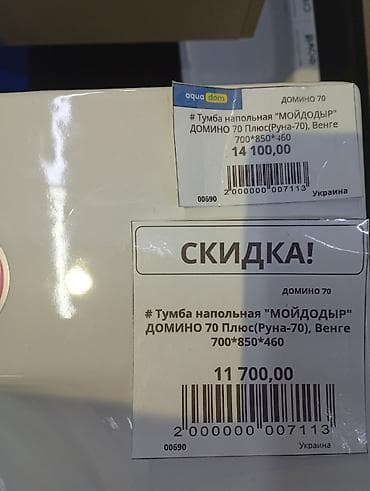 aqua dom
ДОМИНО 70
# Тумба напольная "МОЙДОДЫР"
ДОМИНО 70 Плюс(Руна-70), Венге
700*850*460
14 100,00
2 000000 007113
00690 Украина
СКИДКА!
ДОМИНО 70
# Тумба напольная "МОЙДОДЫР"
ДОМИНО 70 Плюс(Руна-70), Венге
700*850*460
11 700,00
2 000000 007113
00690 Украина